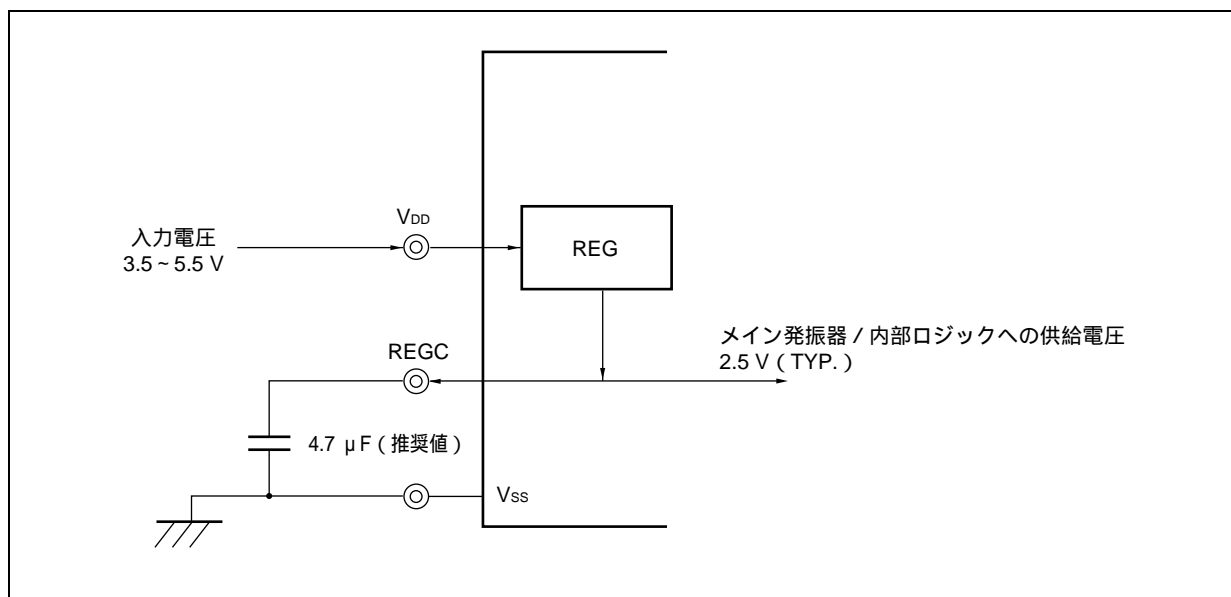 VDD
入力電圧
3.5 ~ 5.5 V
REG
メイン発振器 / 内部ロジックへの供給電圧
2.5 V ( TYP. )
REGC
4.7 μF ( 推奨値 )
VSS